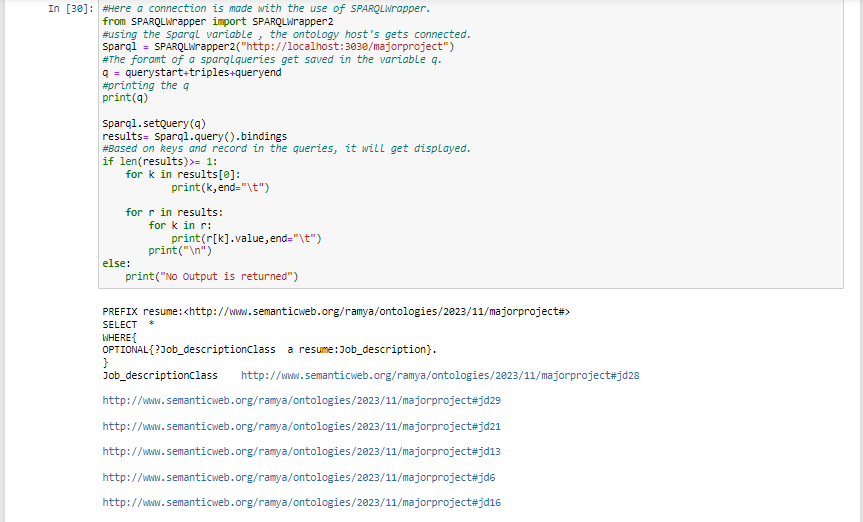 In [30]: #Here a connection is made with the use of SPARQLWrapper.
from SPARQLWrapper import SPARQLWrapper2
#using the Sparql variable , the ontology host's gets connected.
Sparql = SPARQLWrapper2("http://localhost:3030/majorproject")
#The foramt of a sparqlqueries get saved in the variable q.
q = querystart+triples+queryend
#printing the q
print(q)
Sparql.setQuery(q)
results= Sparql.query().bindings
#Based on keys and record in the queries, it will get displayed.
if len(results)>= 1:
for k in results[0]:
print(k,end="\t")
for r in results:
for k in r:
print(r[k].value,end="\t")
print("\n")
else:
print("No Output is returned")
PREFIX resume:<http://www.semanticweb.org/ramya/ontologies/2023/11/majorproject#>
SELECT *
WHERE{
OPTIONAL{?Job_descriptionClass a resume:Job_description}.
}
Job_descriptionClass http://www.semanticweb.org/ramya/ontologies/2023/11/majorproject#jd28
http://www.semanticweb.org/ramya/ontologies/2023/11/majorproject#jd29
http://www.semanticweb.org/ramya/ontologies/2023/11/majorproject#jd21
http://www.semanticweb.org/ramya/ontologies/2023/11/majorproject#jd13
http://www.semanticweb.org/ramya/ontologies/2023/11/majorproject#jd6
http://www.semanticweb.org/ramya/ontologies/2023/11/majorproject#jd16